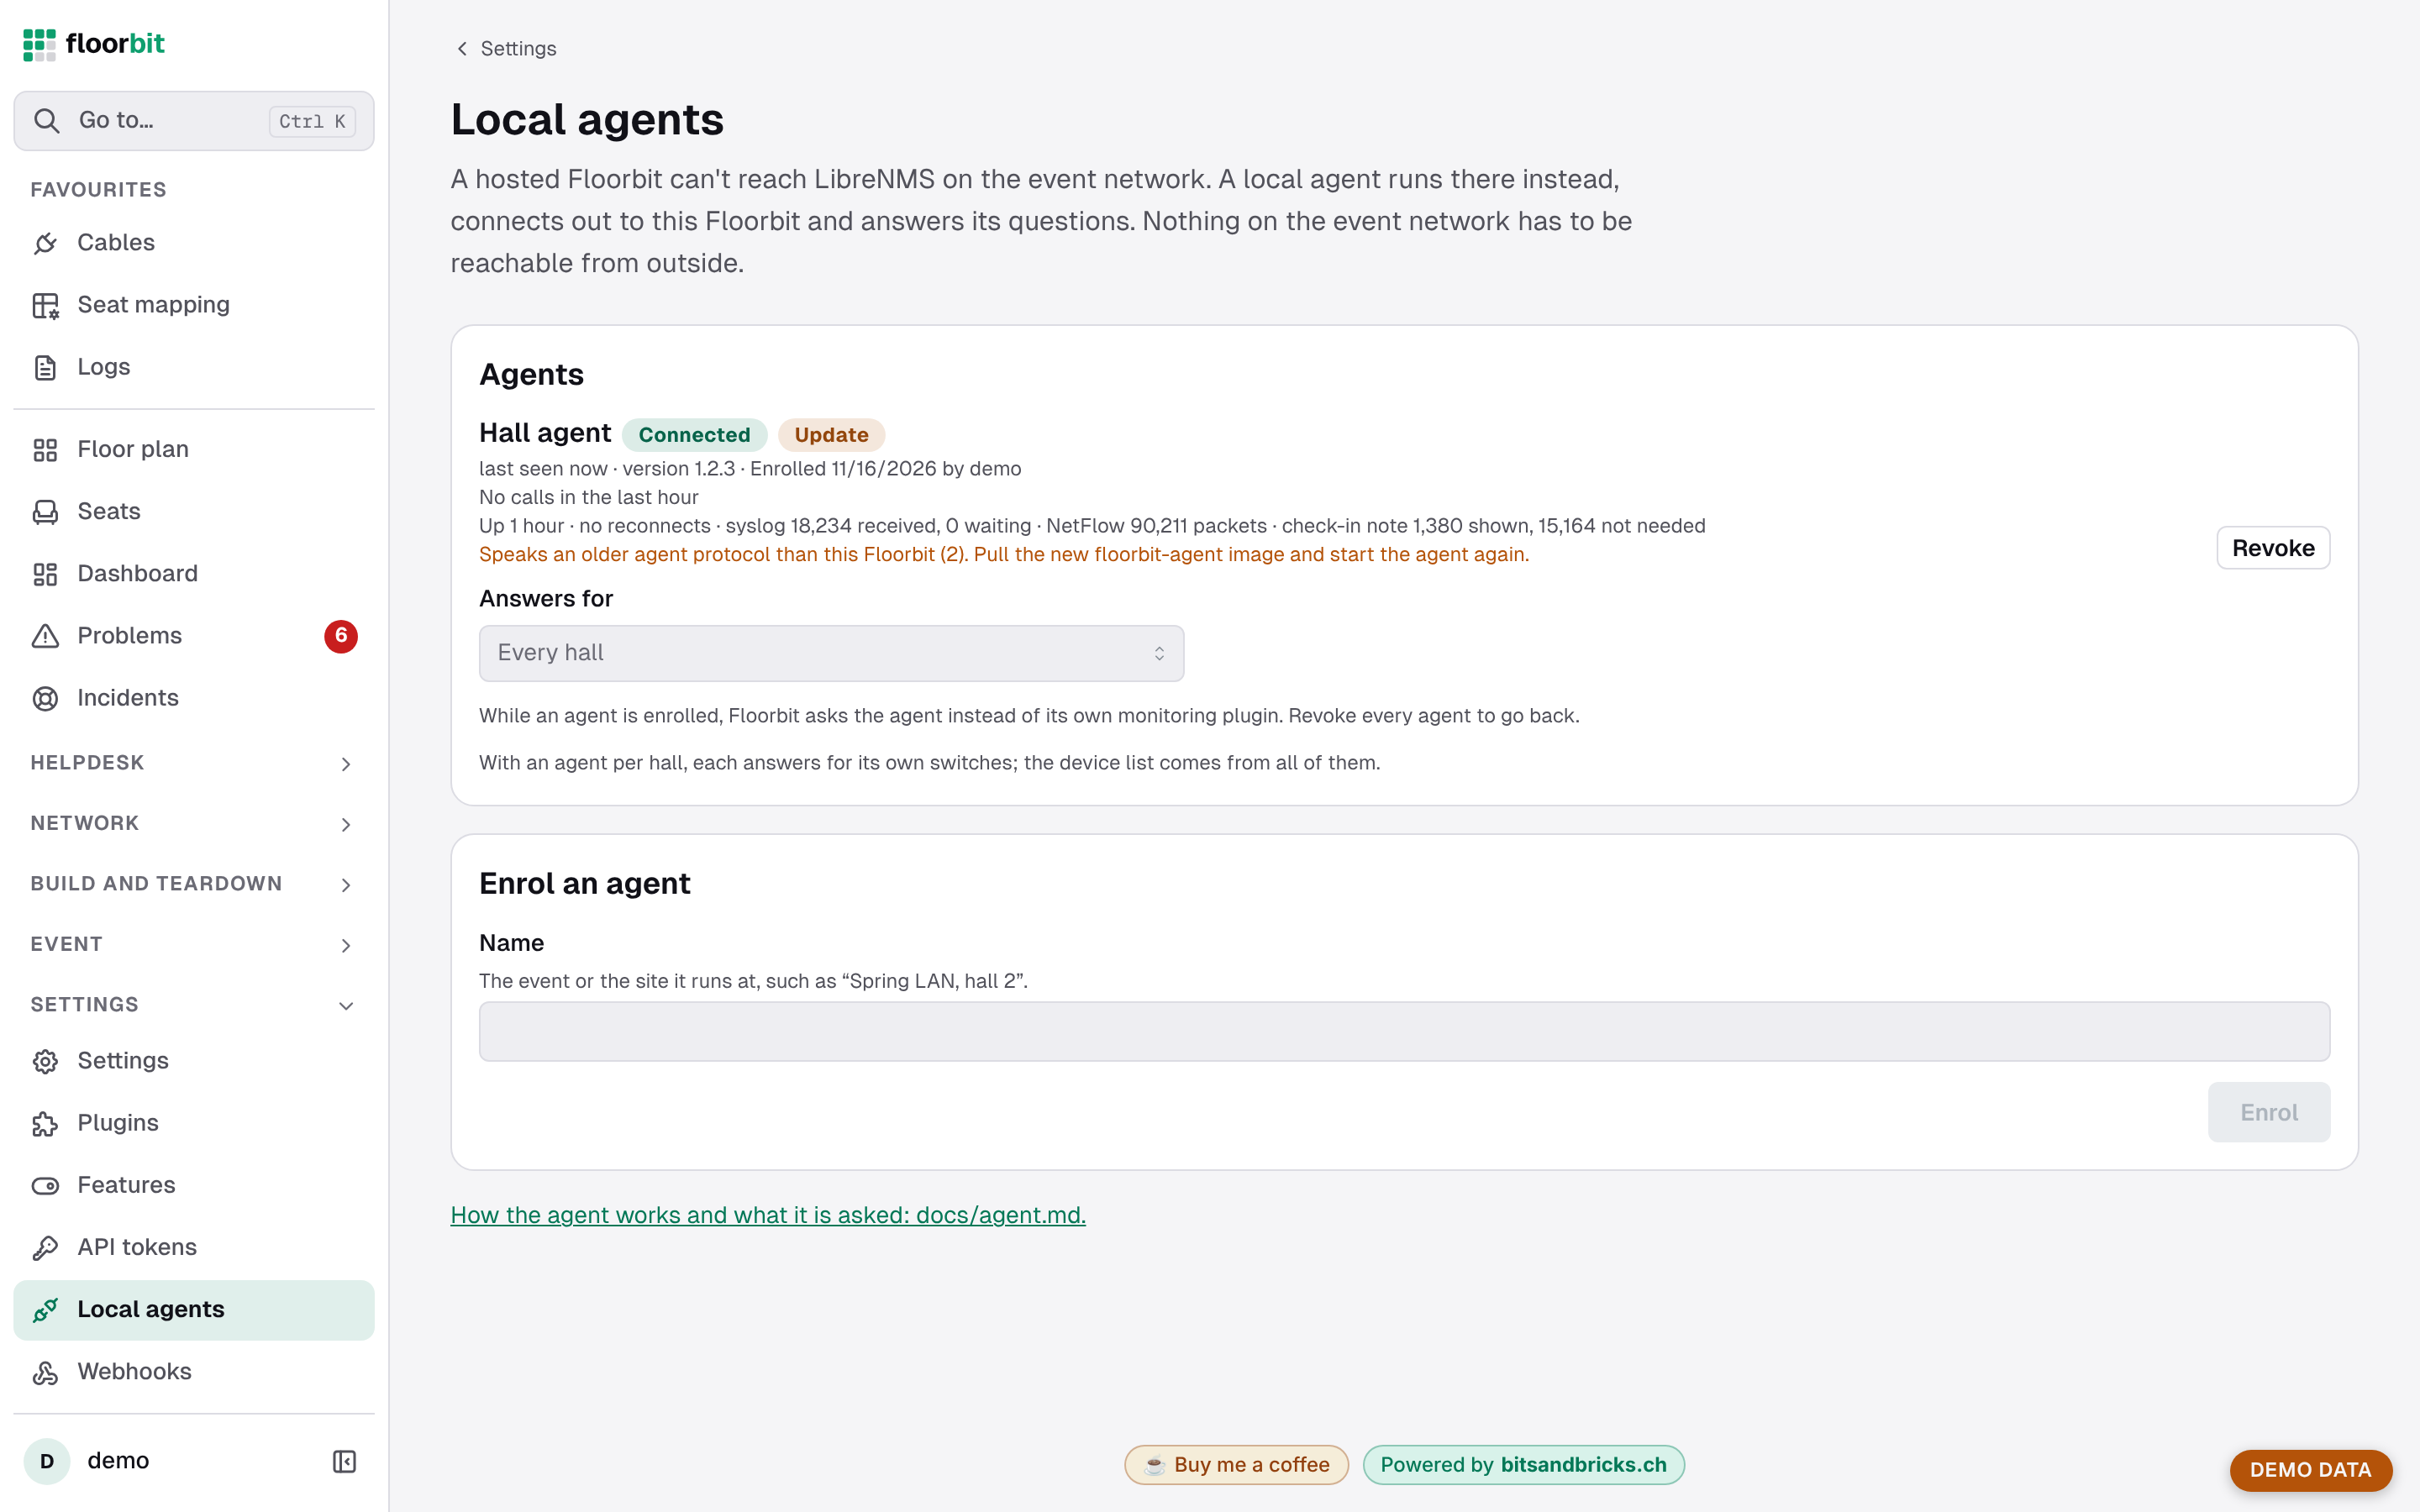 floorbit
Go to...
Ctrl K
FAVOURITES
Cables
Seat mapping
Logs
Floor plan
Seats
Dashboard
Problems
6
Incidents
HELPDESK
NETWORK
BUILD AND TEARDOWN
EVENT
SETTINGS
Settings
Plugins
Features
API tokens
Local agents
Webhooks
D
demo
Settings
Local agents
A hosted Floorbit can't reach LibreNMS on the event network. A local agent runs there instead,
connects out to this Floorbit and answers its questions. Nothing on the event network has to be
reachable from outside.
Agents
Hall agent Connected Update
last seen now · version 1.2.3 · Enrolled 11/16/2026 by demo
No calls in the last hour
Up 1 hour · no reconnects · syslog 18,234 received, 0 waiting · NetFlow 90,211 packets · check-in note 1,380 shown, 15,164 not needed
Speaks an older agent protocol than this Floorbit (2). Pull the new floorbit-agent image and start the agent again.
Revoke
Answers for
Every hall
While an agent is enrolled, Floorbit asks the agent instead of its own monitoring plugin. Revoke every agent to go back.
With an agent per hall, each answers for its own switches; the device list comes from all of them.
Enrol an agent
Name
The event or the site it runs at, such as “Spring LAN, hall 2”.
Enrol
How the agent works and what it is asked: docs/agent.md.
Buy me a coffee
Powered by bitsandbricks.ch
DEMO DATA